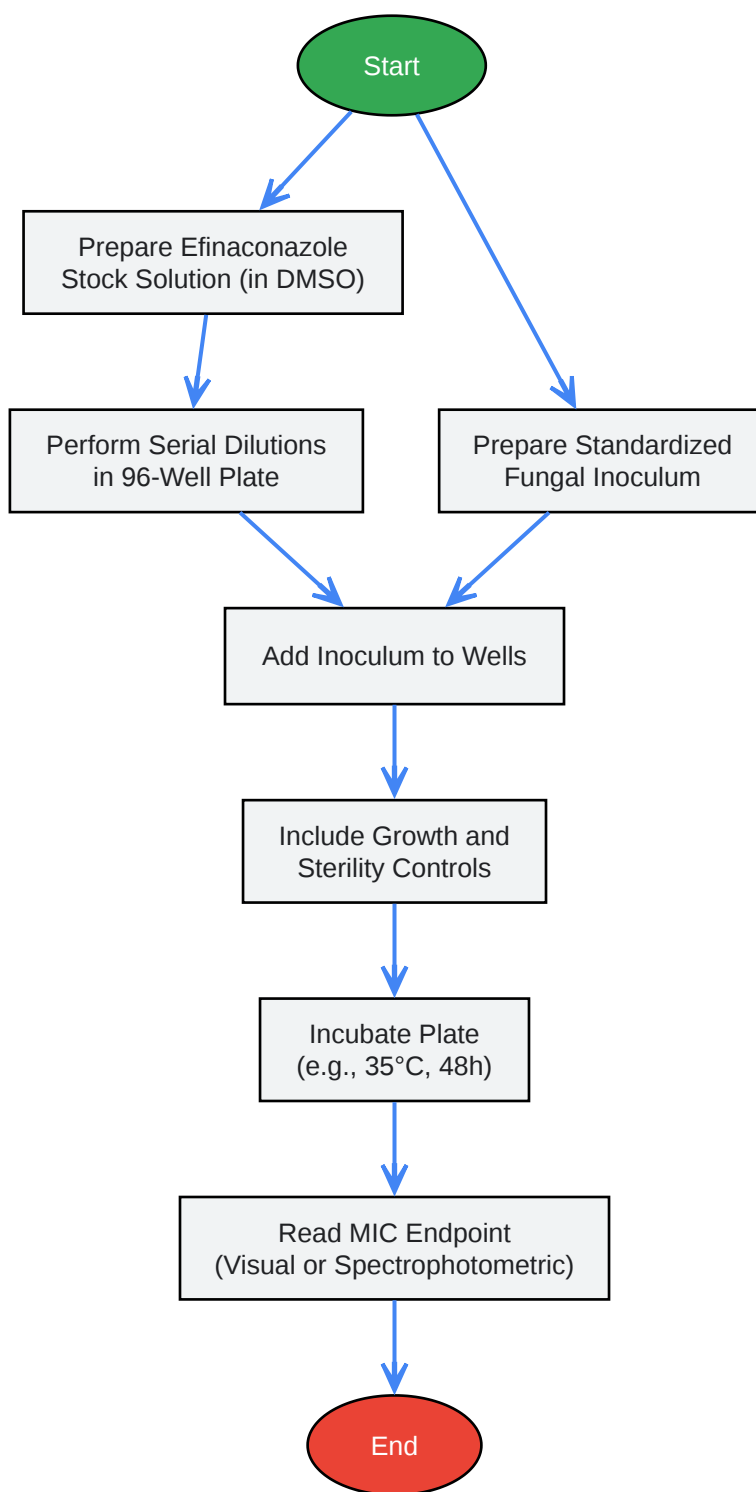 Start
Prepare Efinaconazole
Stock Solution (in DMSO)
Perform Serial Dilutions
in 96-Well Plate
Prepare Standardized
Fungal Inoculum
Add Inoculum to Wells
Include Growth and
Sterility Controls
Incubate Plate
(e.g., 35°C, 48h)
Read MIC Endpoint
(Visual or Spectrophotometric)
End